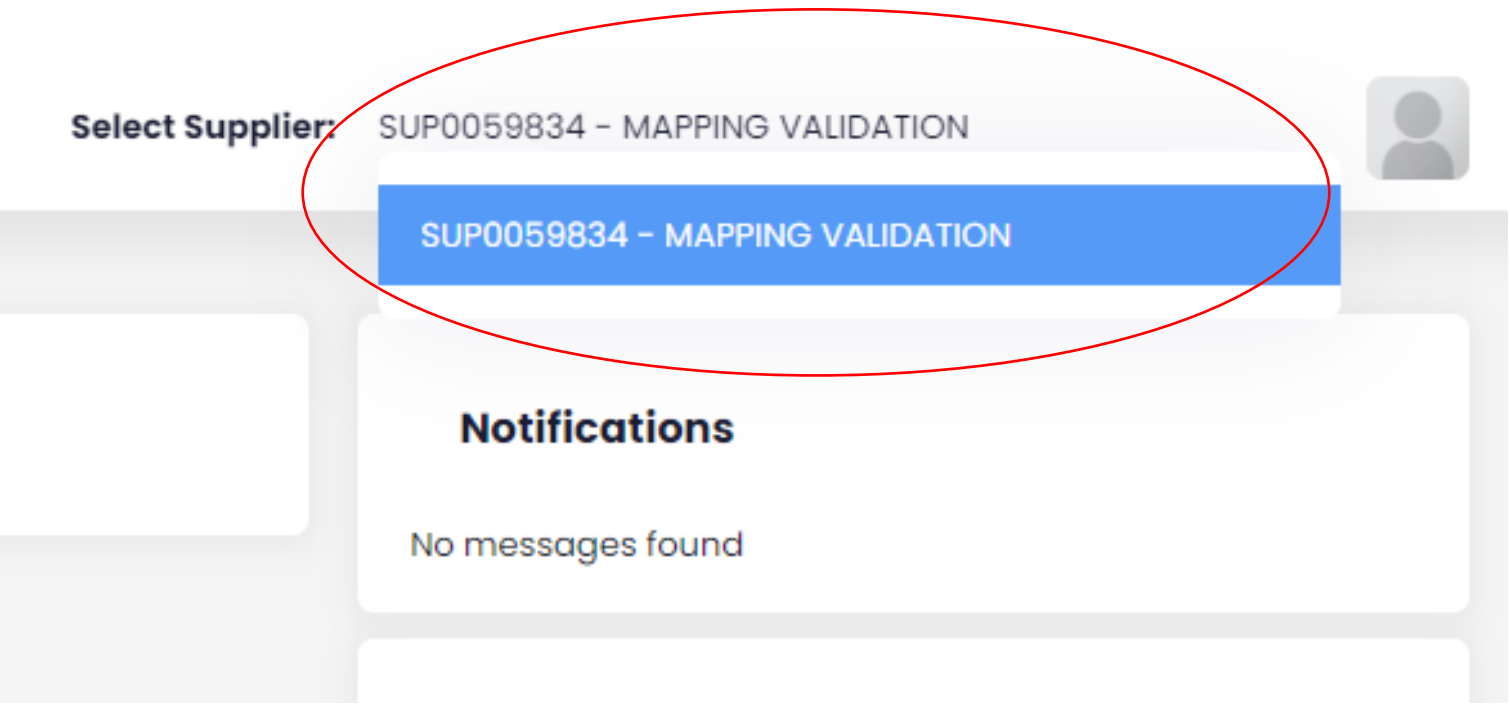 Select Supplier: SUP0059834 - MAPPING VALIDATION
SUP0059834 - MAPPING VALIDATION
Notifications
No messages found